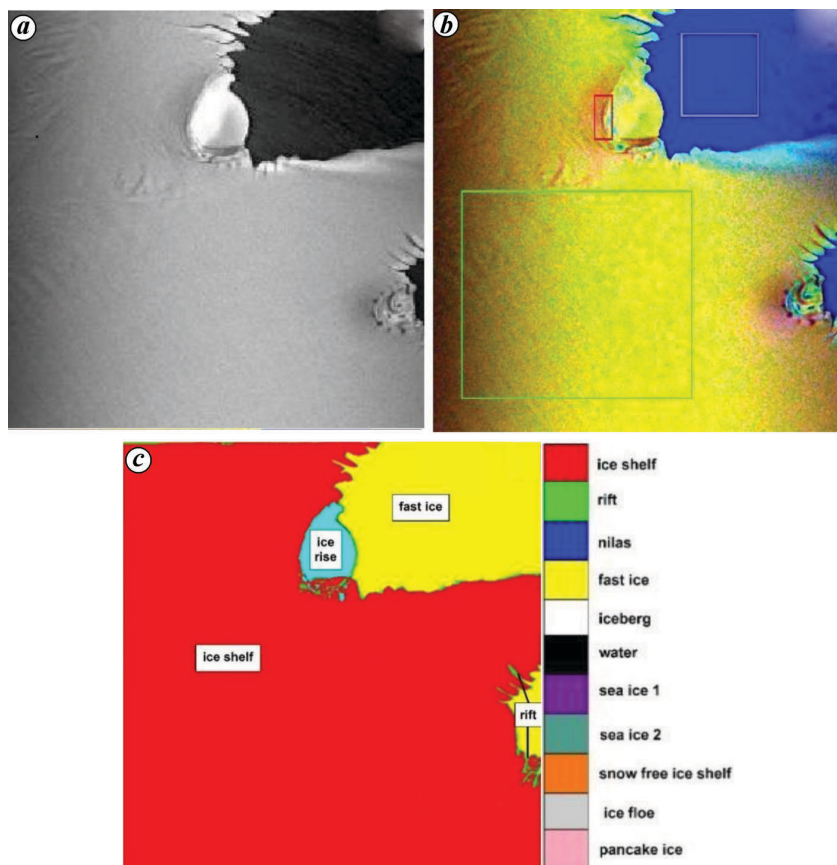 a
b
c
fast ice
ice
rise
ice shelf
rift
ice shelf
rift
nilas
fast ice
iceberg
water
sea ice 1
sea ice 2
snow free ice shelf
ice floe
pancake ice